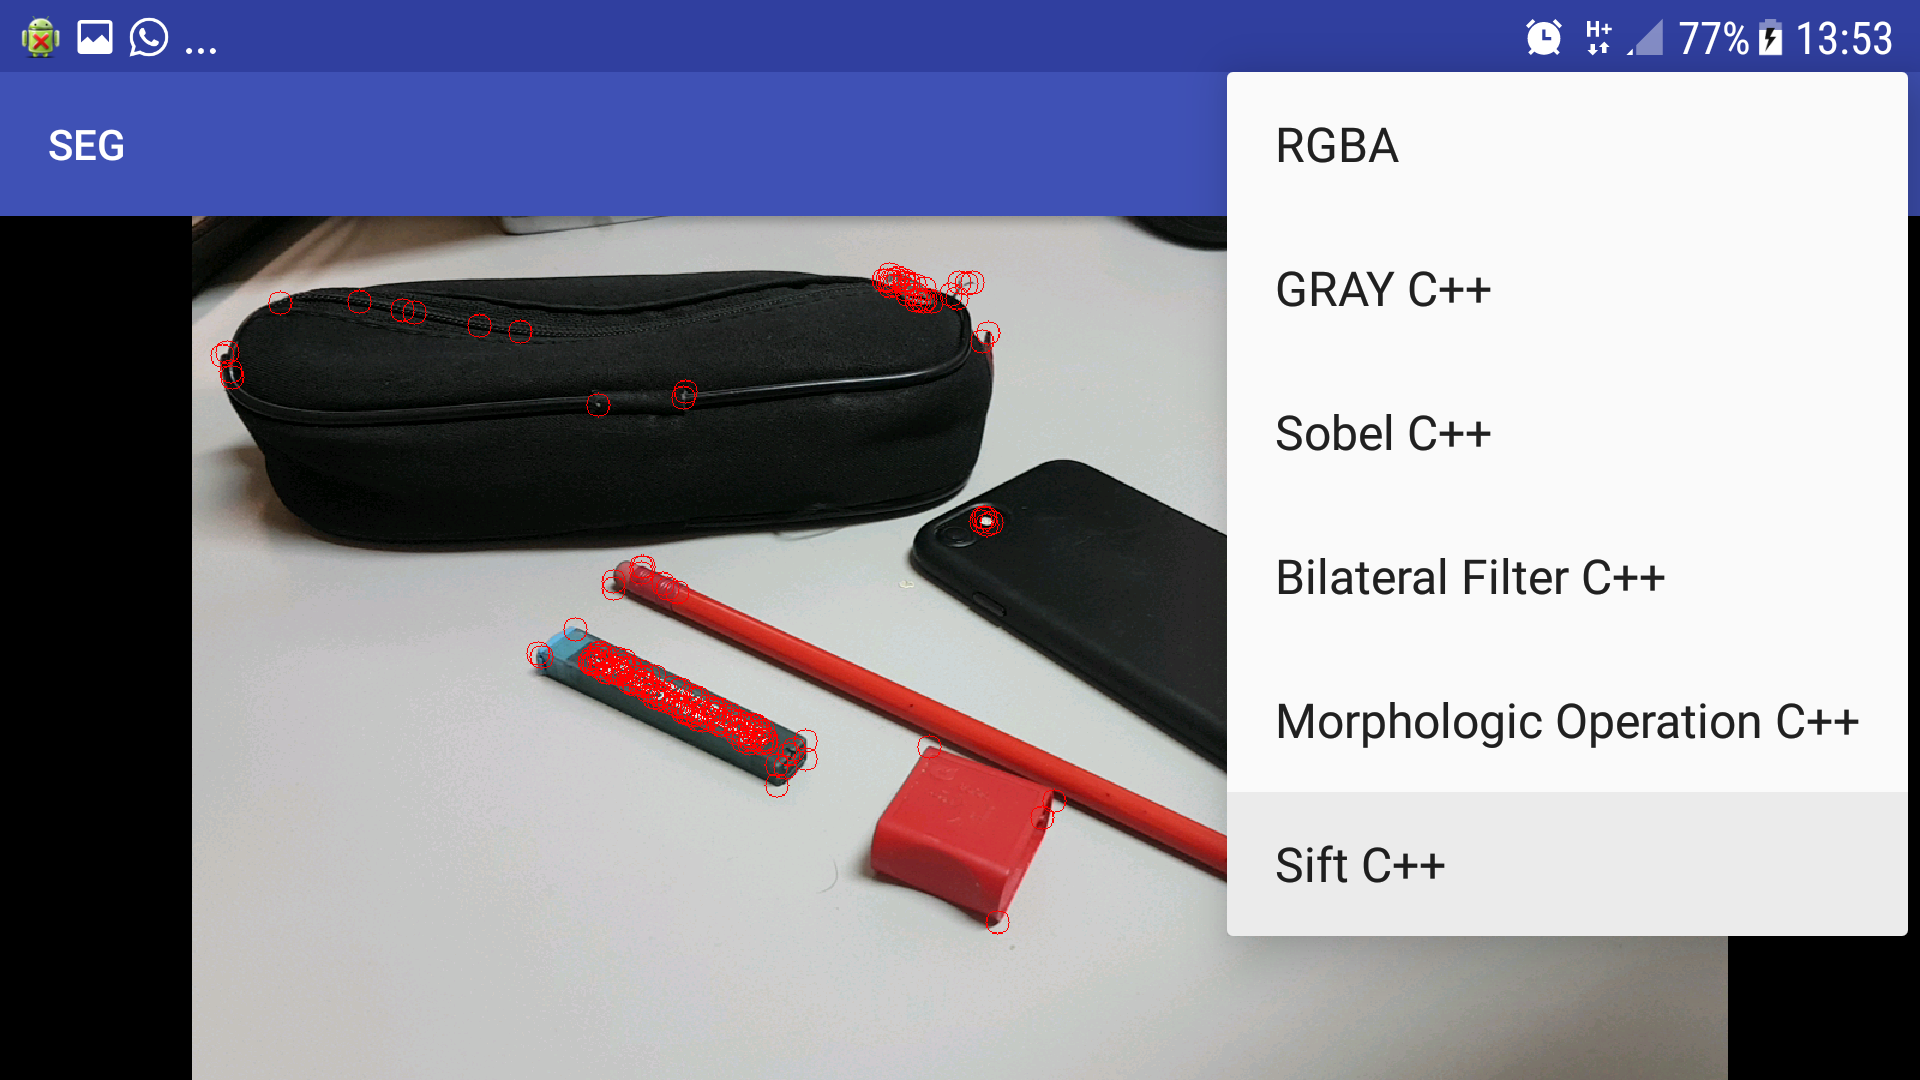 ... H+ 77% 13:53
SEG
RGBA
GRAY C++
Sobel C++
Bilateral Filter C++
Morphologic Operation C++
Sift C++